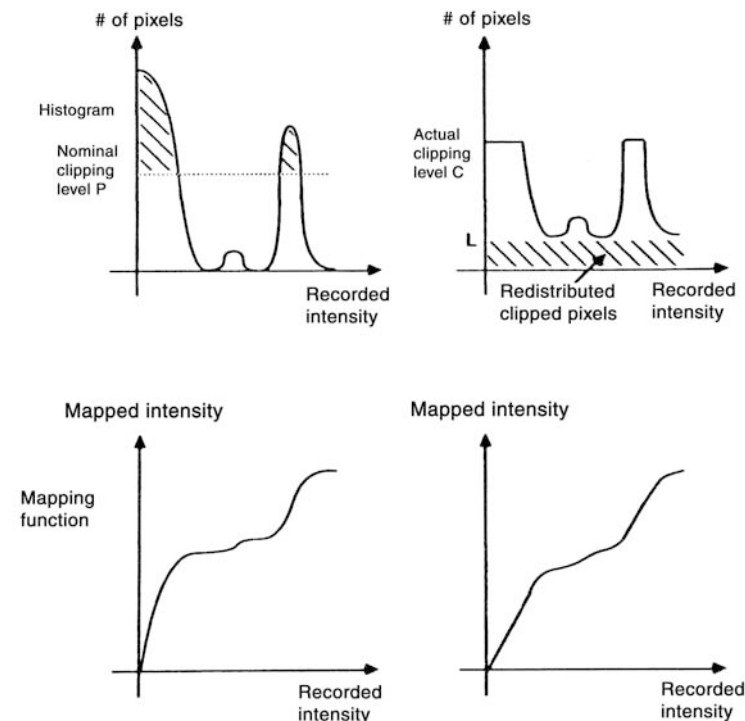 # of pixels
Histogram
Nominal
clipping
level P
Recorded
intensity
# of pixels
Actual
clipping
level C
L
Redistributed
clipped pixels
Recorded
intensity
Mapped intensity
Mapping
function
Recorded
intensity
Mapped intensity
Recorded
intensity